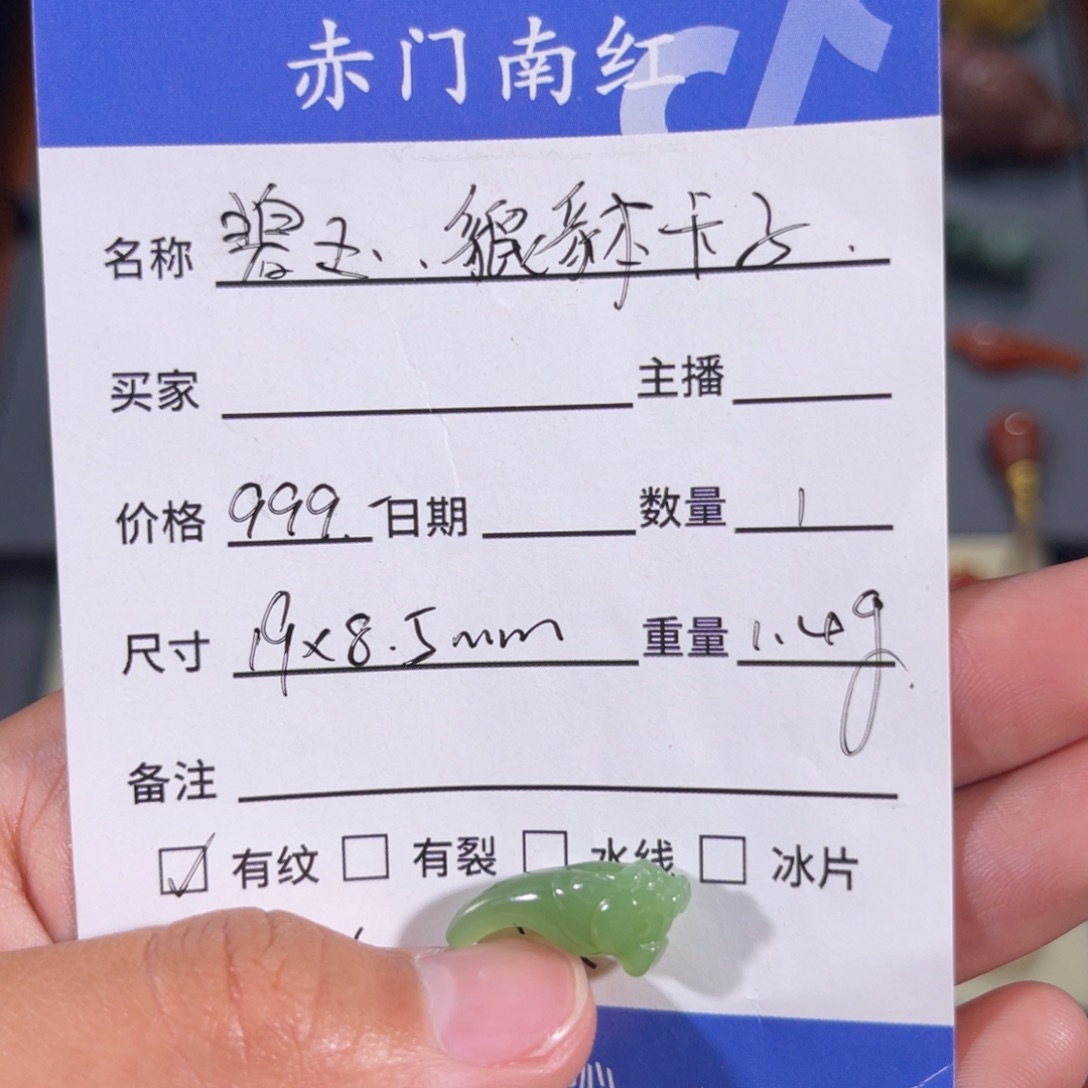 赤门南红
名称 碧玉..貔貅本卡占.
买家 主播
价格 999. 日期 数量 1
尺寸 19x8.5mm 重量 1.4g
备注
☑ 有纹 □ 有裂 □ 水线 □ 冰片